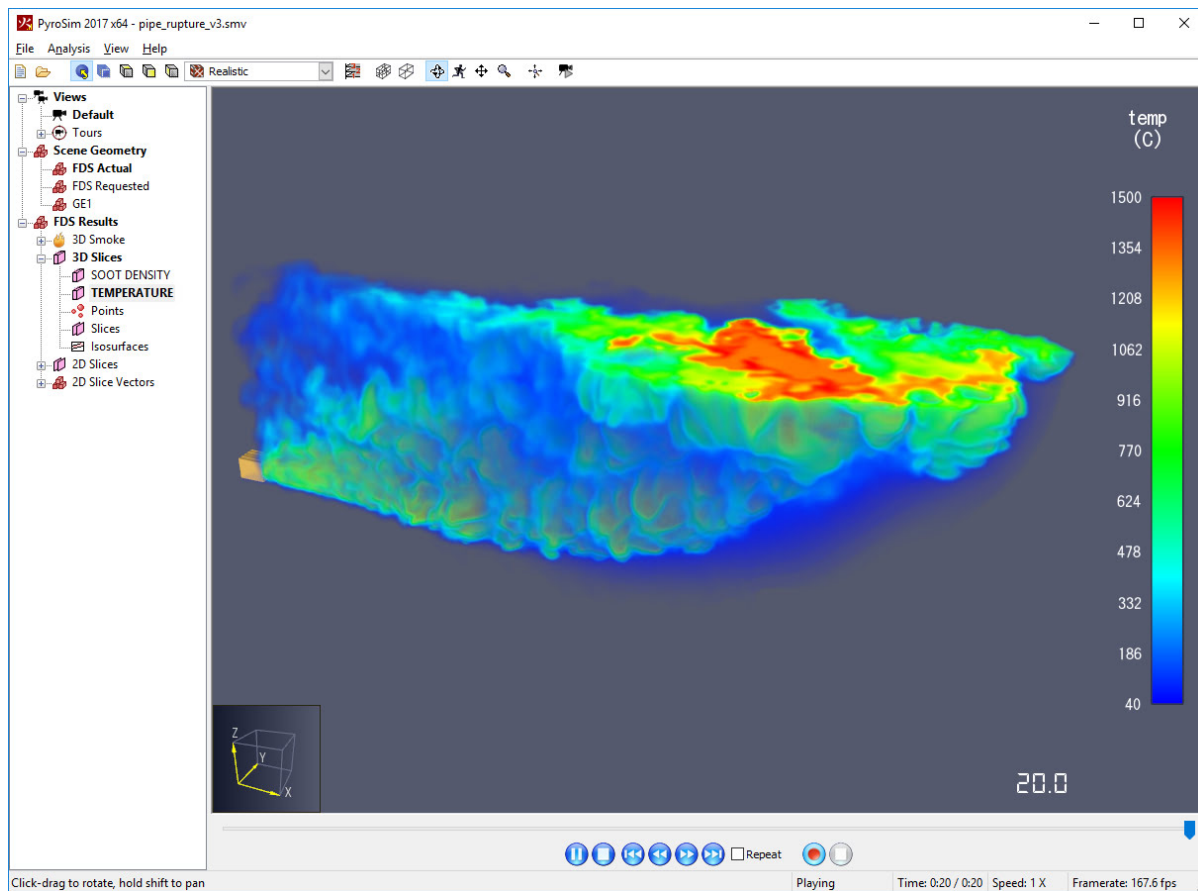 PyroSim 2017 x64 - pipe_rupture_v3.smv
File Analysis View Help
Realistic
Views
Default
Tours
Scene Geometry
FDS Actual
FDS Requested
GE1
FDS Results
3D Smoke
3D Slices
SOOT DENSITY
TEMPERATURE
Points
Slices
Isosurfaces
2D Slices
2D Slice Vectors
temp
(C)
1500
1354
1208
1062
916
770
624
478
332
186
40
Z
Y
X
20.0
Repeat
Click-drag to rotate, hold shift to pan Playing Time: 0:20 / 0:20 Speed: 1 X Framerate: 167.6 fps